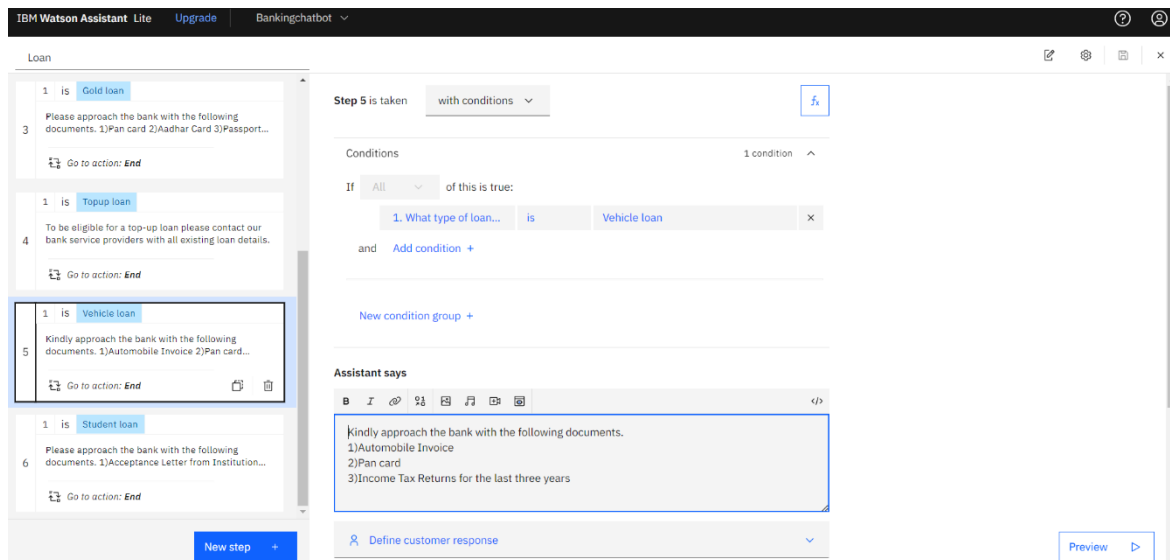 IBM Watson Assistant Lite Upgrade Bankingchatbot
Loan
1 is Gold loan
3
Please approach the bank with the following
documents. 1)Pan card 2)Aadhar Card 3)Passport...
Go to action: End
1 is Topup loan
4
To be eligible for a top-up loan please contact our
bank service providers with all existing loan details.
Go to action: End
1 is Vehicle loan
5
Kindly approach the bank with the following
documents. 1)Automobile Invoice 2)Pan card...
Go to action: End
1 is Student loan
6
Please approach the bank with the following
documents. 1)Acceptance Letter from Institution...
Go to action: End
New step +
Step 5 is taken with conditions
fx
Conditions 1 condition
If All of this is true:
1. What type of loan... is Vehicle loan ×
and Add condition +
New condition group +
Assistant says
B I </>
Kindly approach the bank with the following documents.
1)Automobile Invoice
2)Pan card
3)Income Tax Returns for the last three years
Define customer response
Preview